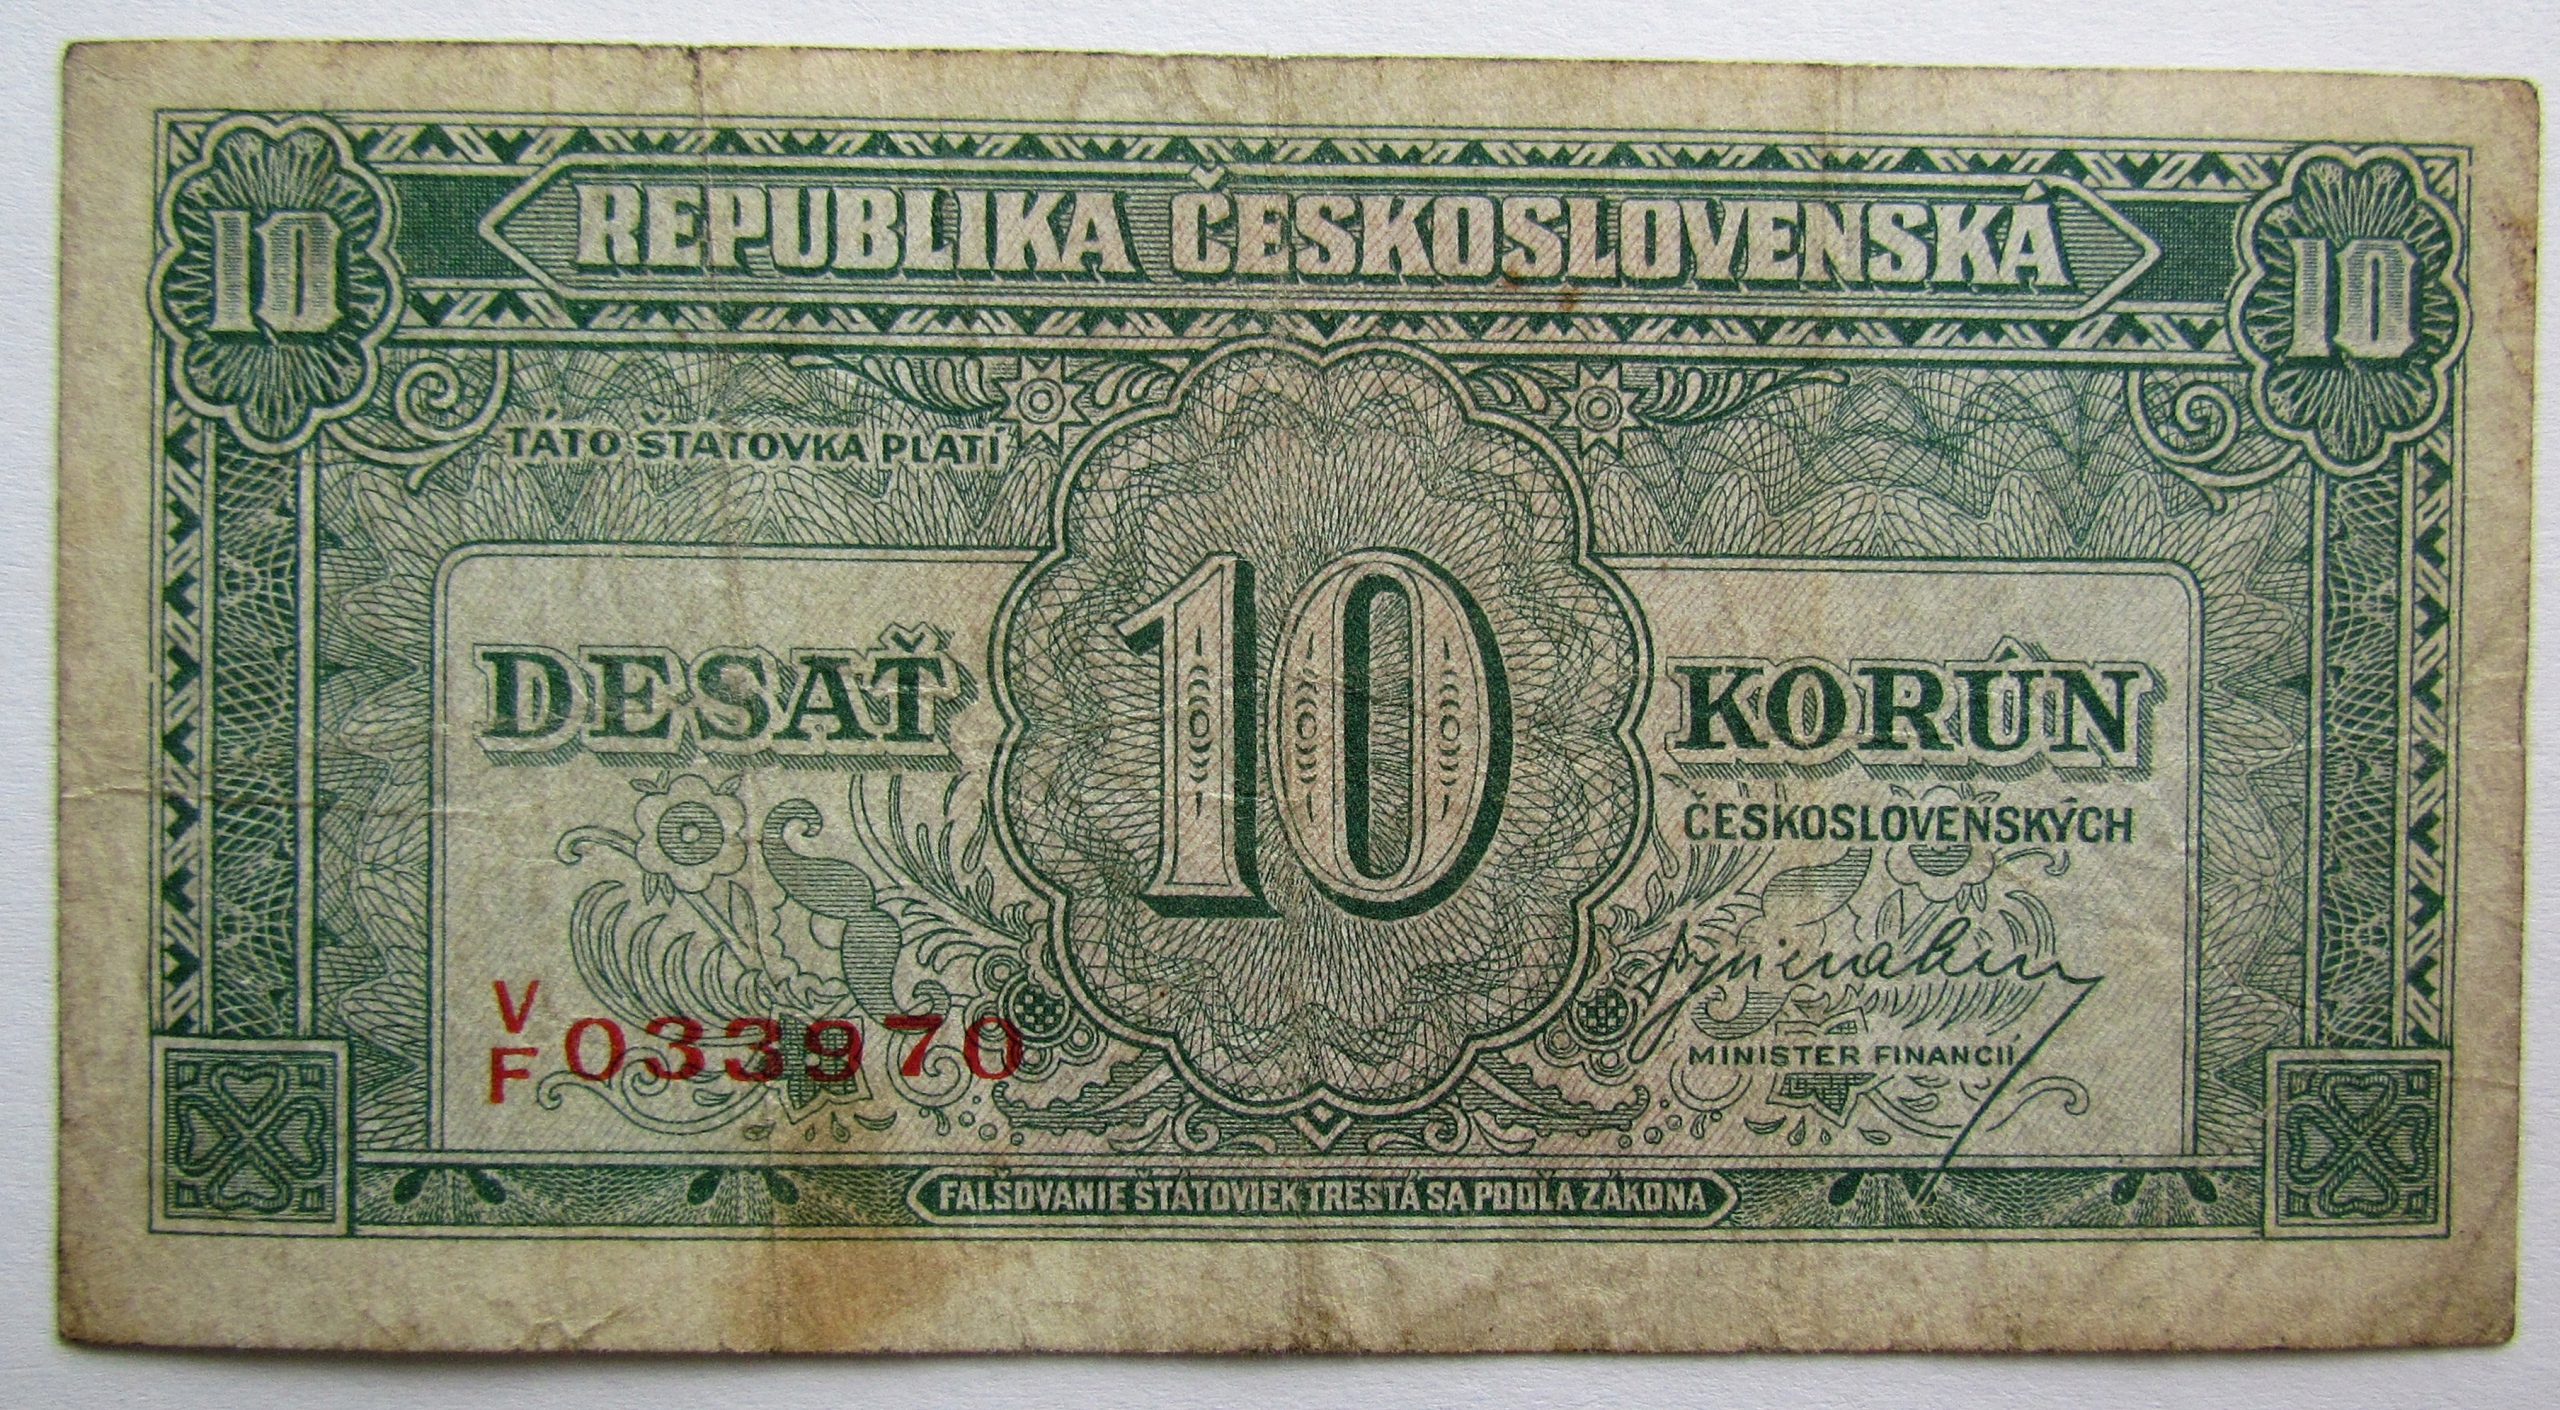 10 REPUBLIKA ČESKOSLOVENSKÁ 10
TÁTO ŠTÁTOVKA PLATÍ
DESAŤ 10 KORÚN
ČESKOSLOVENSKÝCH
V
F 033970
MINISTER FINANCIÍ
FALŠOVANIE ŠTÁTOVIEK TRESTÁ SA PODĽA ZÁKONA